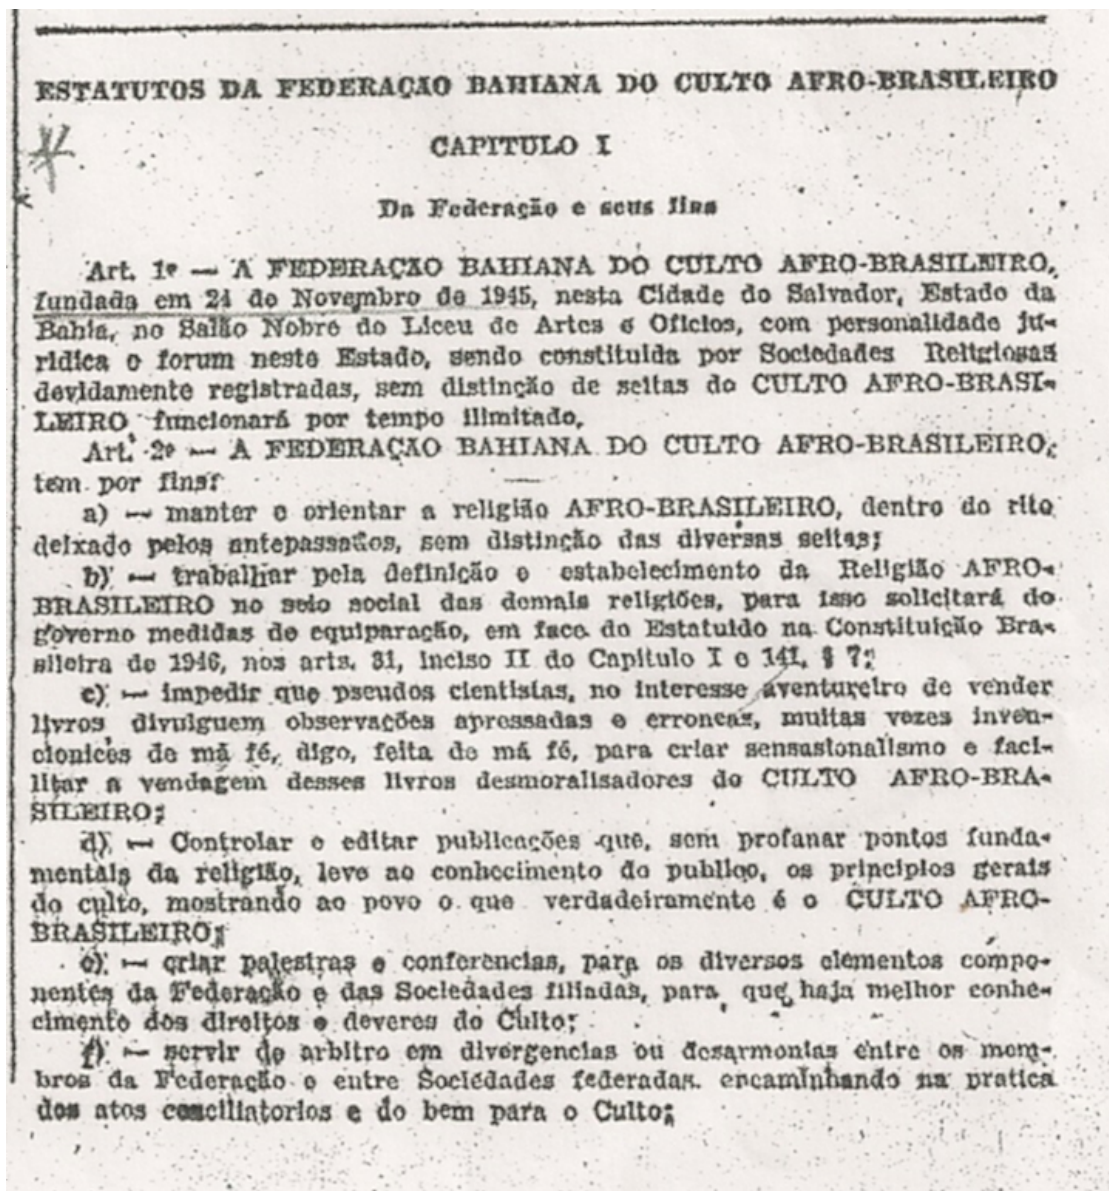 ESTATUTOS DA FEDERAÇÃO BAHIANA DO CULTO AFRO-BRASILEIRO
CAPITULO I
Da Federação e seus fins
Art. 1º — A FEDERAÇÃO BAHIANA DO CULTO AFRO-BRASILEIRO,
fundada em 24 de Novembro de 1945, nesta Cidade do Salvador, Estado da
Bahia, no Salão Nobre do Liceu de Artes e Oficios, com personalidade ju-
ridica e forum neste Estado, sendo constituida por Sociedades Religiosas
devidamente registradas, sem distinção de seitas do CULTO AFRO-BRASI-
LEIRO funcionará por tempo ilimitado.
Art. 2º — A FEDERAÇÃO BAHIANA DO CULTO AFRO-BRASILEIRO,
tem por fins:
a) — manter e orientar a religião AFRO-BRASILEIRO, dentro do rito
deixado pelos antepassados, sem distinção das diversas seitas;
b) — trabalhar pela definição e estabelecimento da Religião AFRO-
BRASILEIRO no seio social das demais religiões, para isso solicitará do
governo medidas de equiparação, em face do Estatuido na Constituição Bra-
sileira de 1946, nos arts. 31, inciso II do Capitulo I e 141, § 7;
c) — impedir que pseudos cientistas, no interesse aventureiro de vender
livros, divulguem observações apressadas e erroneas, muitas vezes inven-
cionices de má fé, digo, feita de má fé, para criar sensasionalismo e faci-
litar a vendagem desses livros desmoralisadores do CULTO AFRO-BRA-
SILEIRO;
d) — Controlar e editar publicações que, sem profanar pontos funda-
mentais da religião, leve ao conhecimento do publico, os principios gerais
do culto, mostrando ao povo o que verdadeiramente é o CULTO AFRO-
BRASILEIRO;
e) — criar palestras e conferencias, para os diversos elementos compo-
nentes da Federação e das Sociedades filiadas, para que haja melhor conhe-
cimento dos direitos e deveres do Culto;
f) — servir de arbitro em divergencias ou desarmonias entre os mem-
bros da Federação e entre Sociedades federadas. encaminhando na pratica
dos atos conciliatorios e do bem para o Culto;